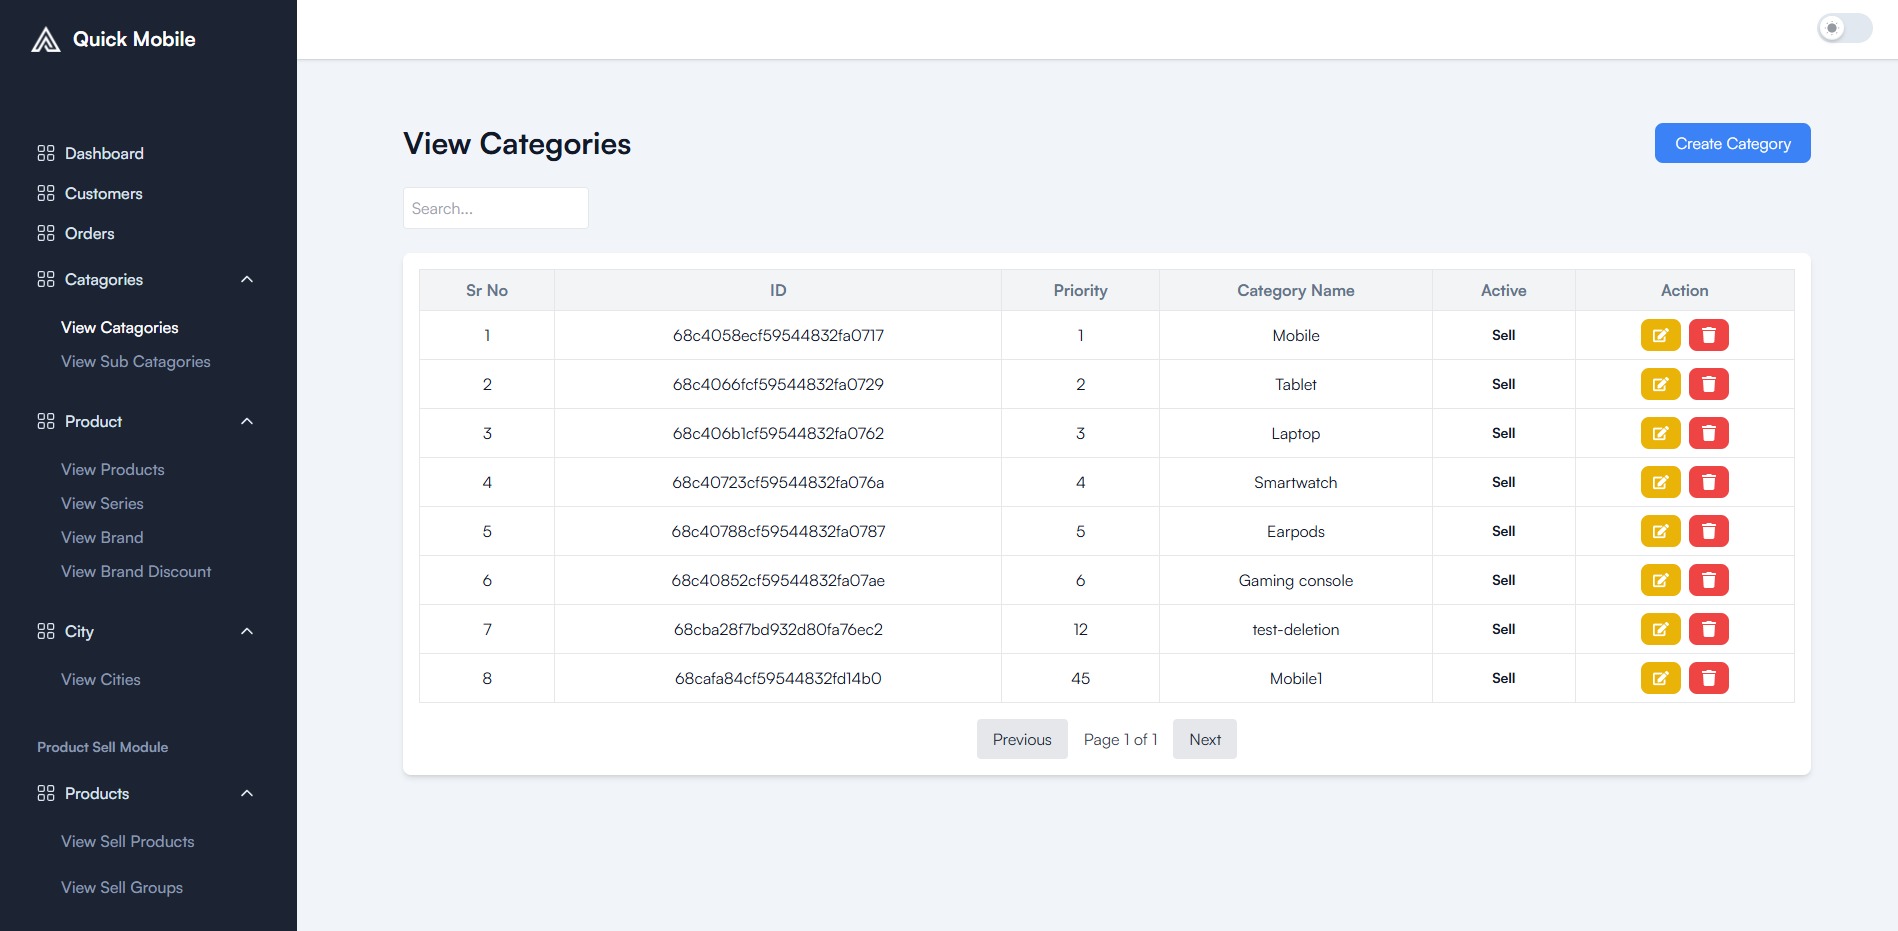 Quick Mobile
Dashboard
Customers
Orders
Catagories
View Catagories
View Sub Catagories
Product
View Products
View Series
View Brand
View Brand Discount
City
View Cities
Product Sell Module
Products
View Sell Products
View Sell Groups
View Categories
Create Category
Search...
Sr No ID Priority Category Name Active Action
1 68c4058ecf59544832fa0717 1 Mobile Sell
2 68c4066fcf59544832fa0729 2 Tablet Sell
3 68c406b1cf59544832fa0762 3 Laptop Sell
4 68c40723cf59544832fa076a 4 Smartwatch Sell
5 68c40788cf59544832fa0787 5 Earpods Sell
6 68c40852cf59544832fa07ae 6 Gaming console Sell
7 68cba28f7bd932d80fa76ec2 12 test-deletion Sell
8 68cafa84cf59544832fd14b0 45 Mobile1 Sell
Previous Page 1 of 1 Next